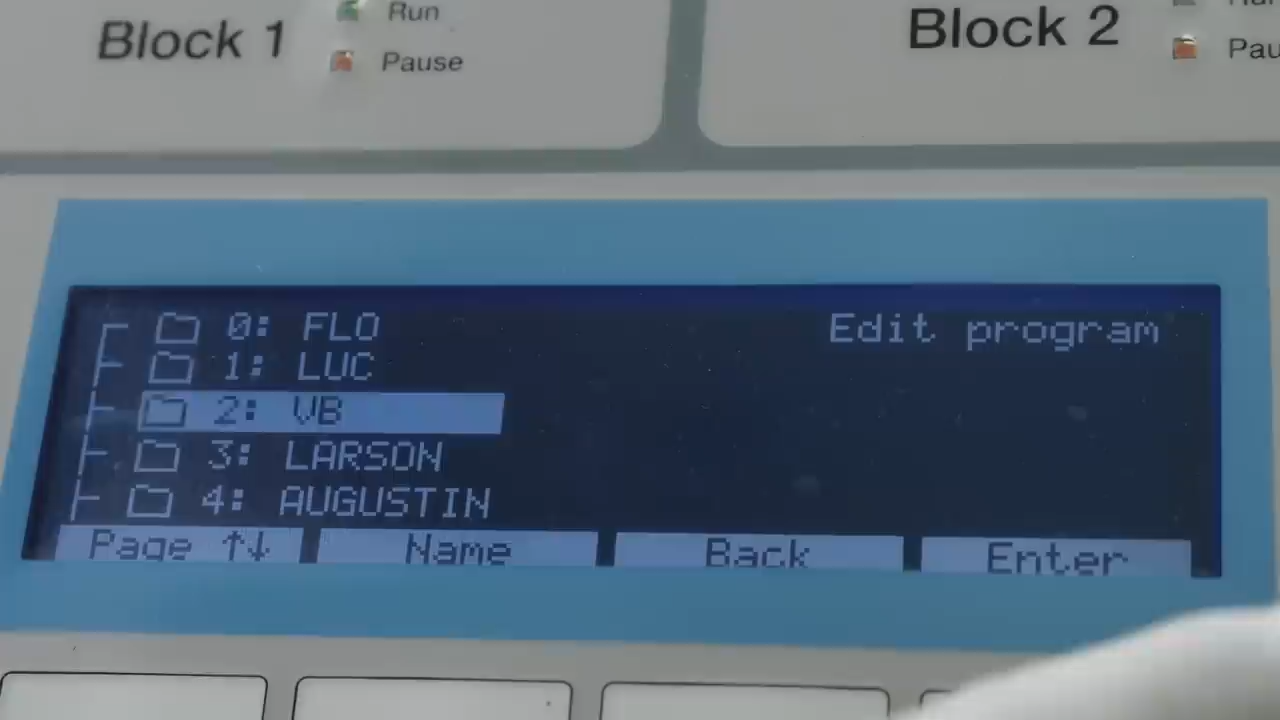 Block 1
Run
Pause
Block 2
0: FLO
Edit program
1: LUC
2: VB
3: LARSON
4: AUGUSTIN
Page ↑↓
Name
Back
Enter